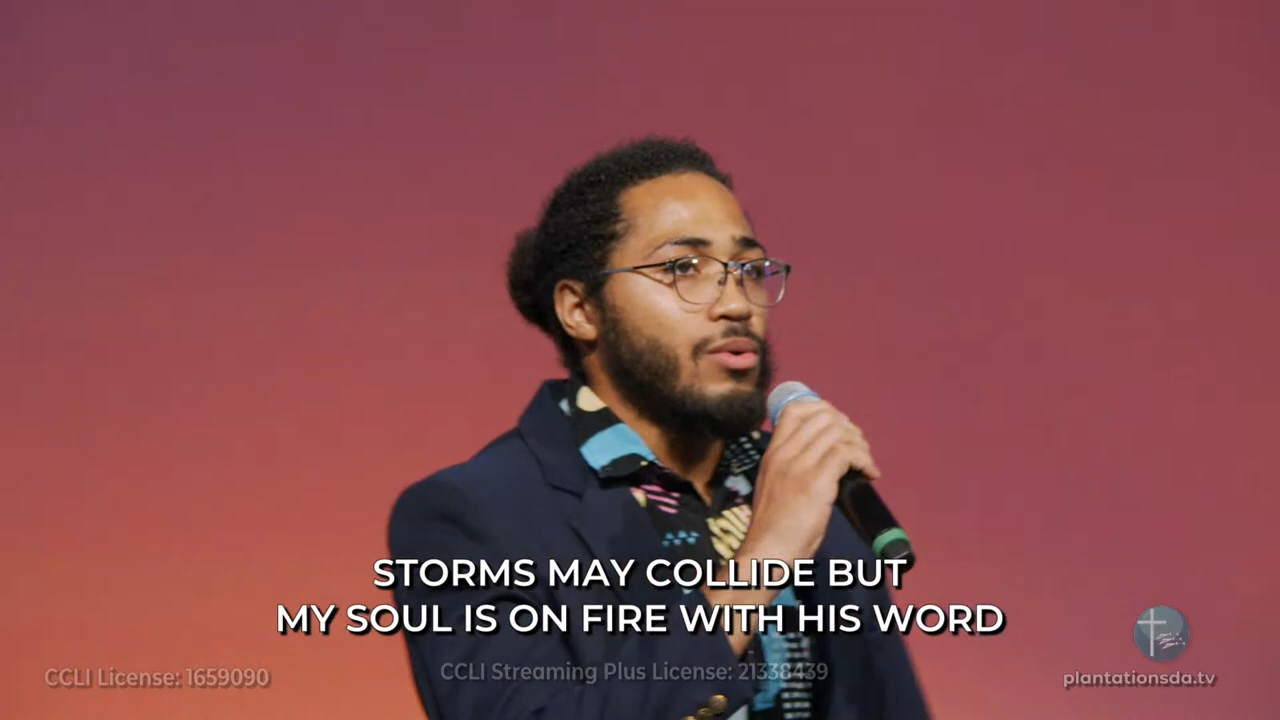 STORMS MAY COLLIDE BUT
MY SOUL IS ON FIRE WITH HIS WORD
CCLI License: 1659090
CCLI Streaming Plus License: 21338439
plantationsda.tv